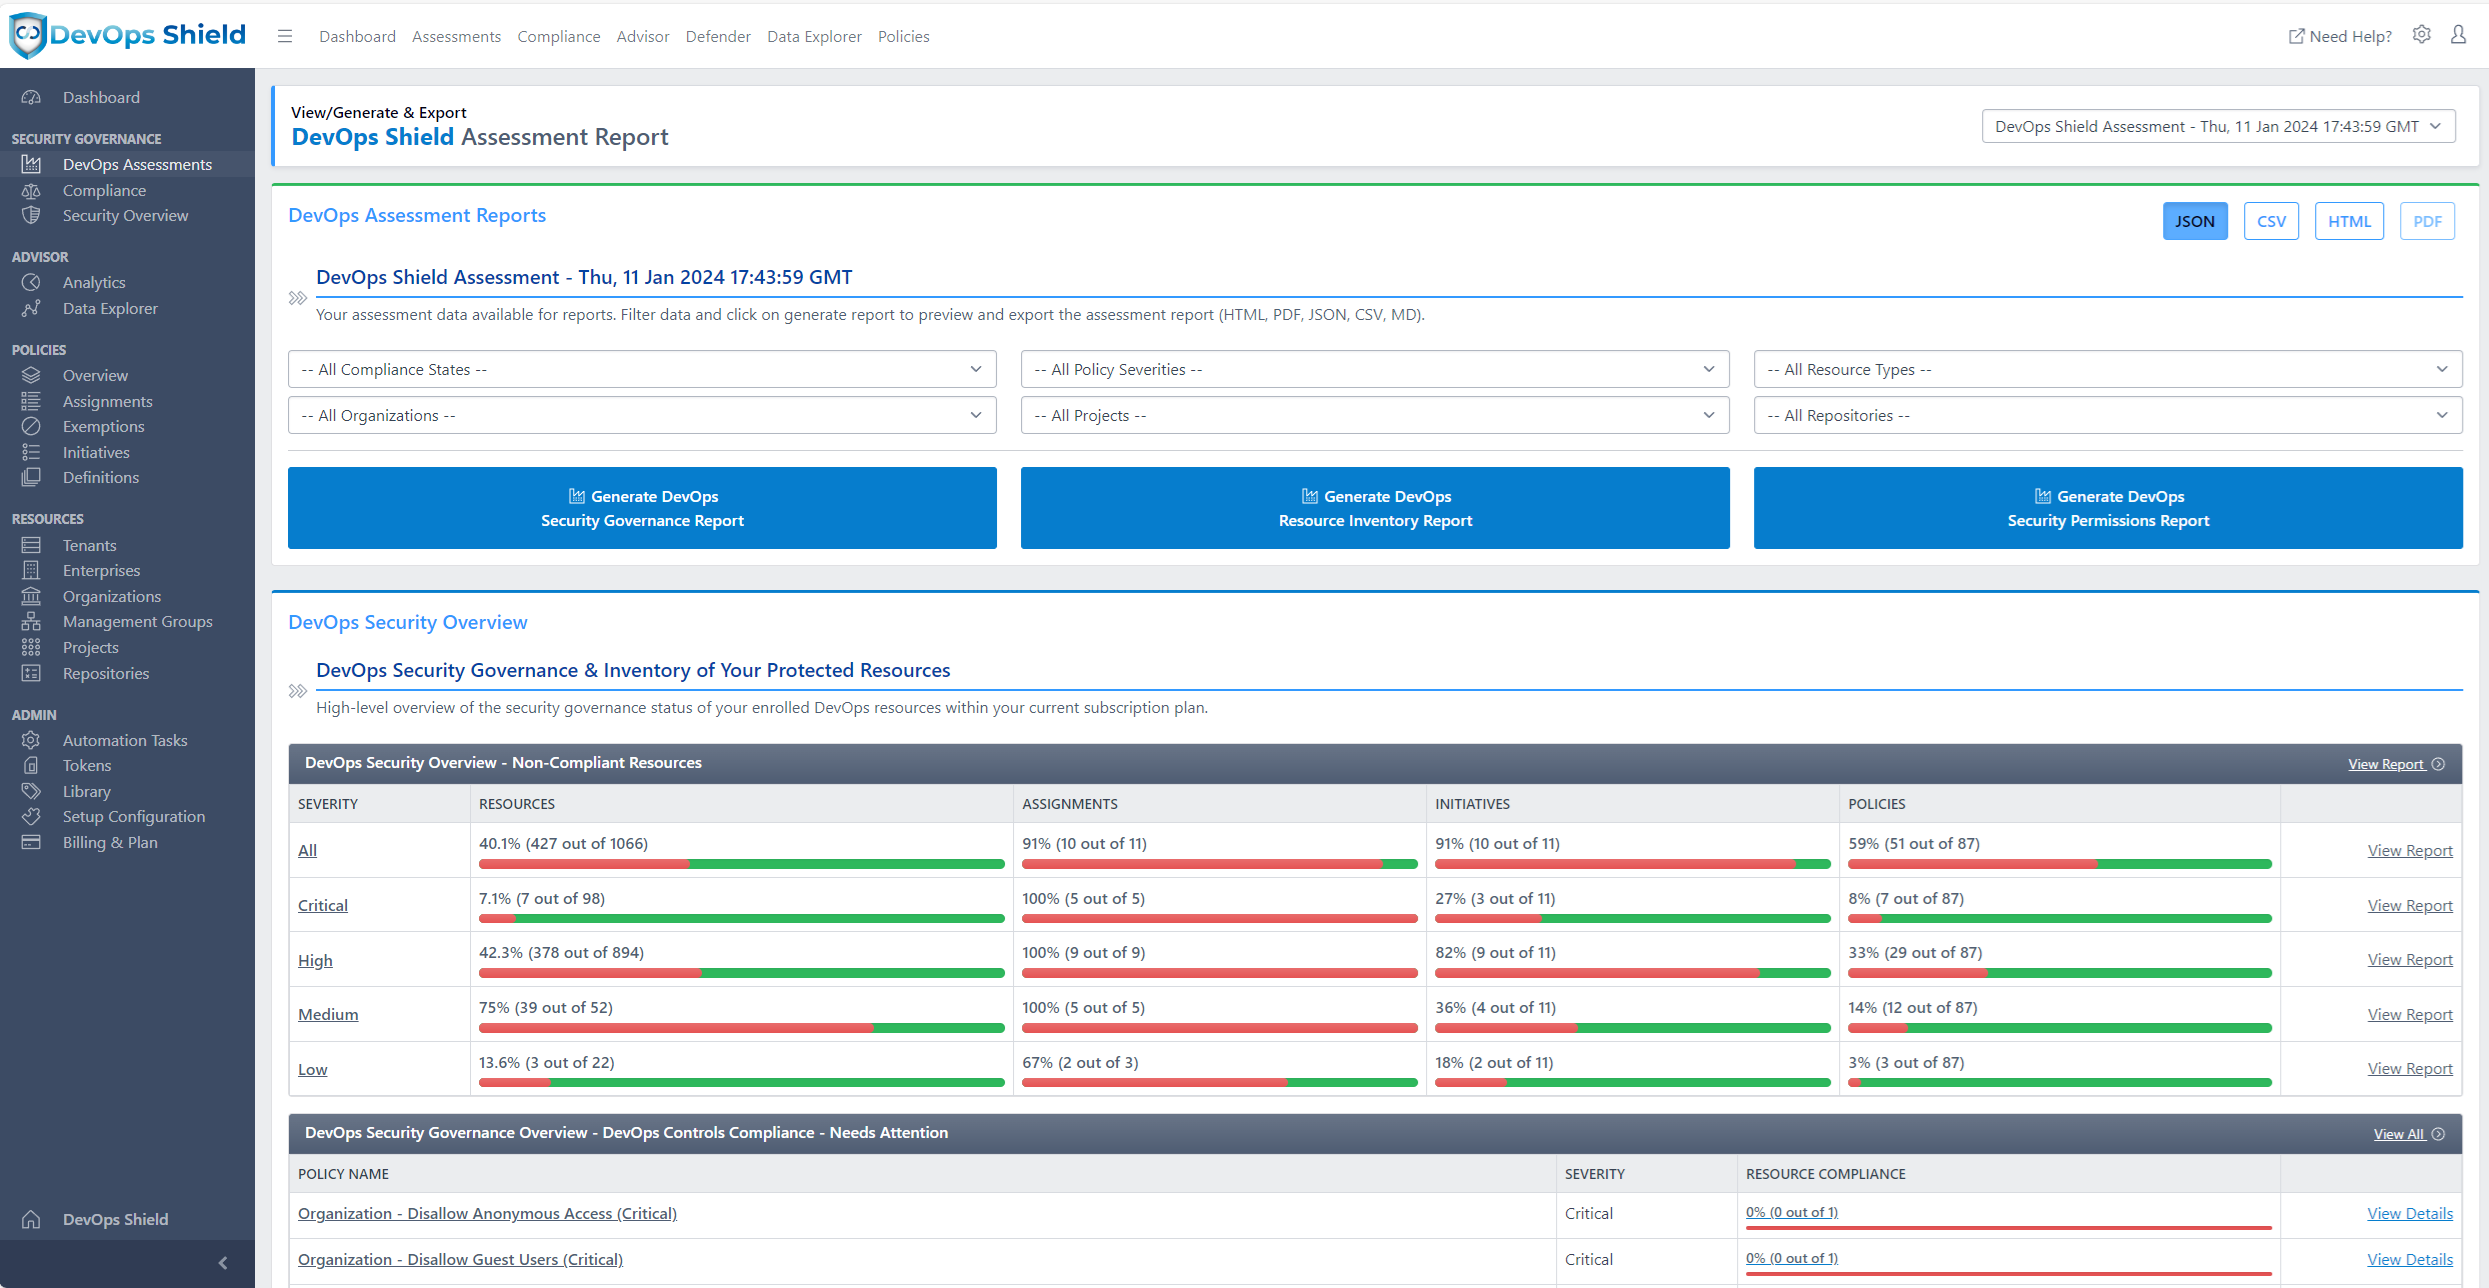 DevOps Shield
Dashboard
Assessments
Compliance
Advisor
Defender
Data Explorer
Policies
Need Help?
Dashboard
SECURITY GOVERNANCE
DevOps Assessments
Compliance
Security Overview
ADVISOR
Analytics
Data Explorer
POLICIES
Overview
Assignments
Exemptions
Initiatives
Definitions
RESOURCES
Tenants
Enterprises
Organizations
Management Groups
Projects
Repositories
ADMIN
Automation Tasks
Tokens
Library
Setup Configuration
Billing & Plan
DevOps Shield
View/Generate & Export
DevOps Shield Assessment Report
DevOps Shield Assessment - Thu, 11 Jan 2024 17:43:59 GMT
DevOps Assessment Reports
JSON
CSV
HTML
PDF
DevOps Shield Assessment - Thu, 11 Jan 2024 17:43:59 GMT
Your assessment data available for reports. Filter data and click on generate report to preview and export the assessment report (HTML, PDF, JSON, CSV, MD).
-- All Compliance States --
-- All Policy Severities --
-- All Resource Types --
-- All Organizations --
-- All Projects --
-- All Repositories --
Generate DevOps
Security Governance Report
Generate DevOps
Resource Inventory Report
Generate DevOps
Security Permissions Report
DevOps Security Overview
DevOps Security Governance & Inventory of Your Protected Resources
High-level overview of the security governance status of your enrolled DevOps resources within your current subscription plan.
DevOps Security Overview - Non-Compliant Resources
View Report
SEVERITY
RESOURCES
ASSIGNMENTS
INITIATIVES
POLICIES
All
40.1% (427 out of 1066)
91% (10 out of 11)
91% (10 out of 11)
59% (51 out of 87)
View Report
Critical
7.1% (7 out of 98)
100% (5 out of 5)
27% (3 out of 11)
8% (7 out of 87)
View Report
High
42.3% (378 out of 894)
100% (9 out of 9)
82% (9 out of 11)
33% (29 out of 87)
View Report
Medium
75% (39 out of 52)
100% (5 out of 5)
36% (4 out of 11)
14% (12 out of 87)
View Report
Low
13.6% (3 out of 22)
67% (2 out of 3)
18% (2 out of 11)
3% (3 out of 87)
View Report
DevOps Security Governance Overview - DevOps Controls Compliance - Needs Attention
View All
POLICY NAME
SEVERITY
RESOURCE COMPLIANCE
Organization - Disallow Anonymous Access (Critical)
Critical
0% (0 out of 1)
View Details
Organization - Disallow Guest Users (Critical)
Critical
0% (0 out of 1)
View Details